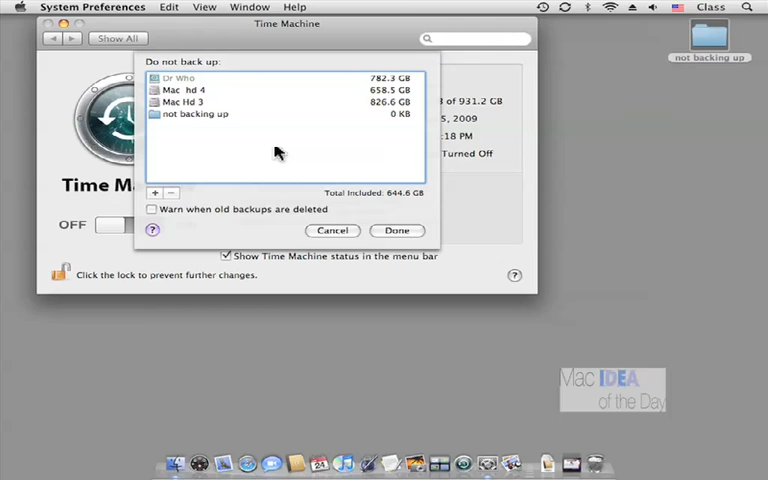 System Preferences Edit View Window Help Class
Time Machine
Show All
not backing up
Do not back up:
Dr Who 782.3 GB
Mac hd 4 658.5 GB
Mac Hd 3 826.6 GB
not backing up 0 KB
B of 931.2 GB
5, 2009
:18 PM
Turned Off
Time Ma
+ − Total Included: 644.6 GB
Warn when old backups are deleted
OFF
? Cancel Done
Show Time Machine status in the menu bar
Click the lock to prevent further changes. ?
Mac IDEA
of the Day
24